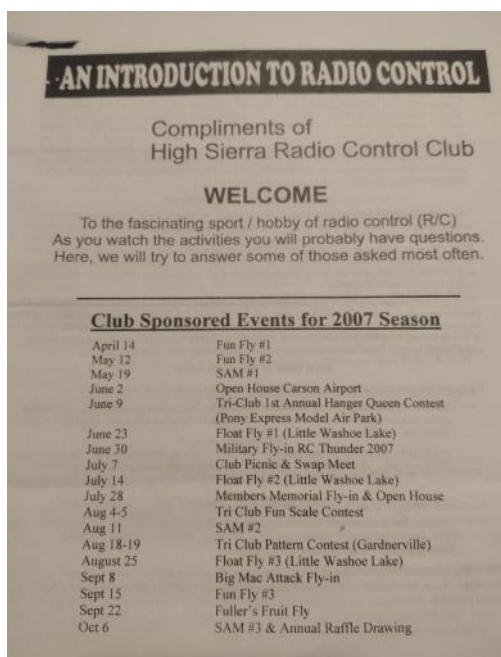 AN INTRODUCTION TO RADIO CONTROL
Compliments of
High Sierra Radio Control Club
WELCOME
To the fascinating sport / hobby of radio control (R/C)
As you watch the activities you will probably have questions.
Here, we will try to answer some of those asked most often.
Club Sponsored Events for 2007 Season
April 14 Fun Fly #1
May 12 Fun Fly #2
May 19 SAM #1
June 2 Open House Carson Airport
June 9 Tri-Club 1st Annual Hanger Queen Contest
(Pony Express Model Air Park)
June 23 Float Fly #1 (Little Washoe Lake)
June 30 Military Fly-in RC Thunder 2007
July 7 Club Picnic & Swap Meet
July 14 Float Fly #2 (Little Washoe Lake)
July 28 Members Memorial Fly-in & Open House
Aug 4-5 Tri Club Fun Scale Contest
Aug 11 SAM #2
Aug 18-19 Tri Club Pattern Contest (Gardnerville)
August 25 Float Fly #3 (Little Washoe Lake)
Sept 8 Big Mac Attack Fly-in
Sept 15 Fun Fly #3
Sept 22 Fuller's Fruit Fly
Oct 6 SAM #3 & Annual Raffle Drawing